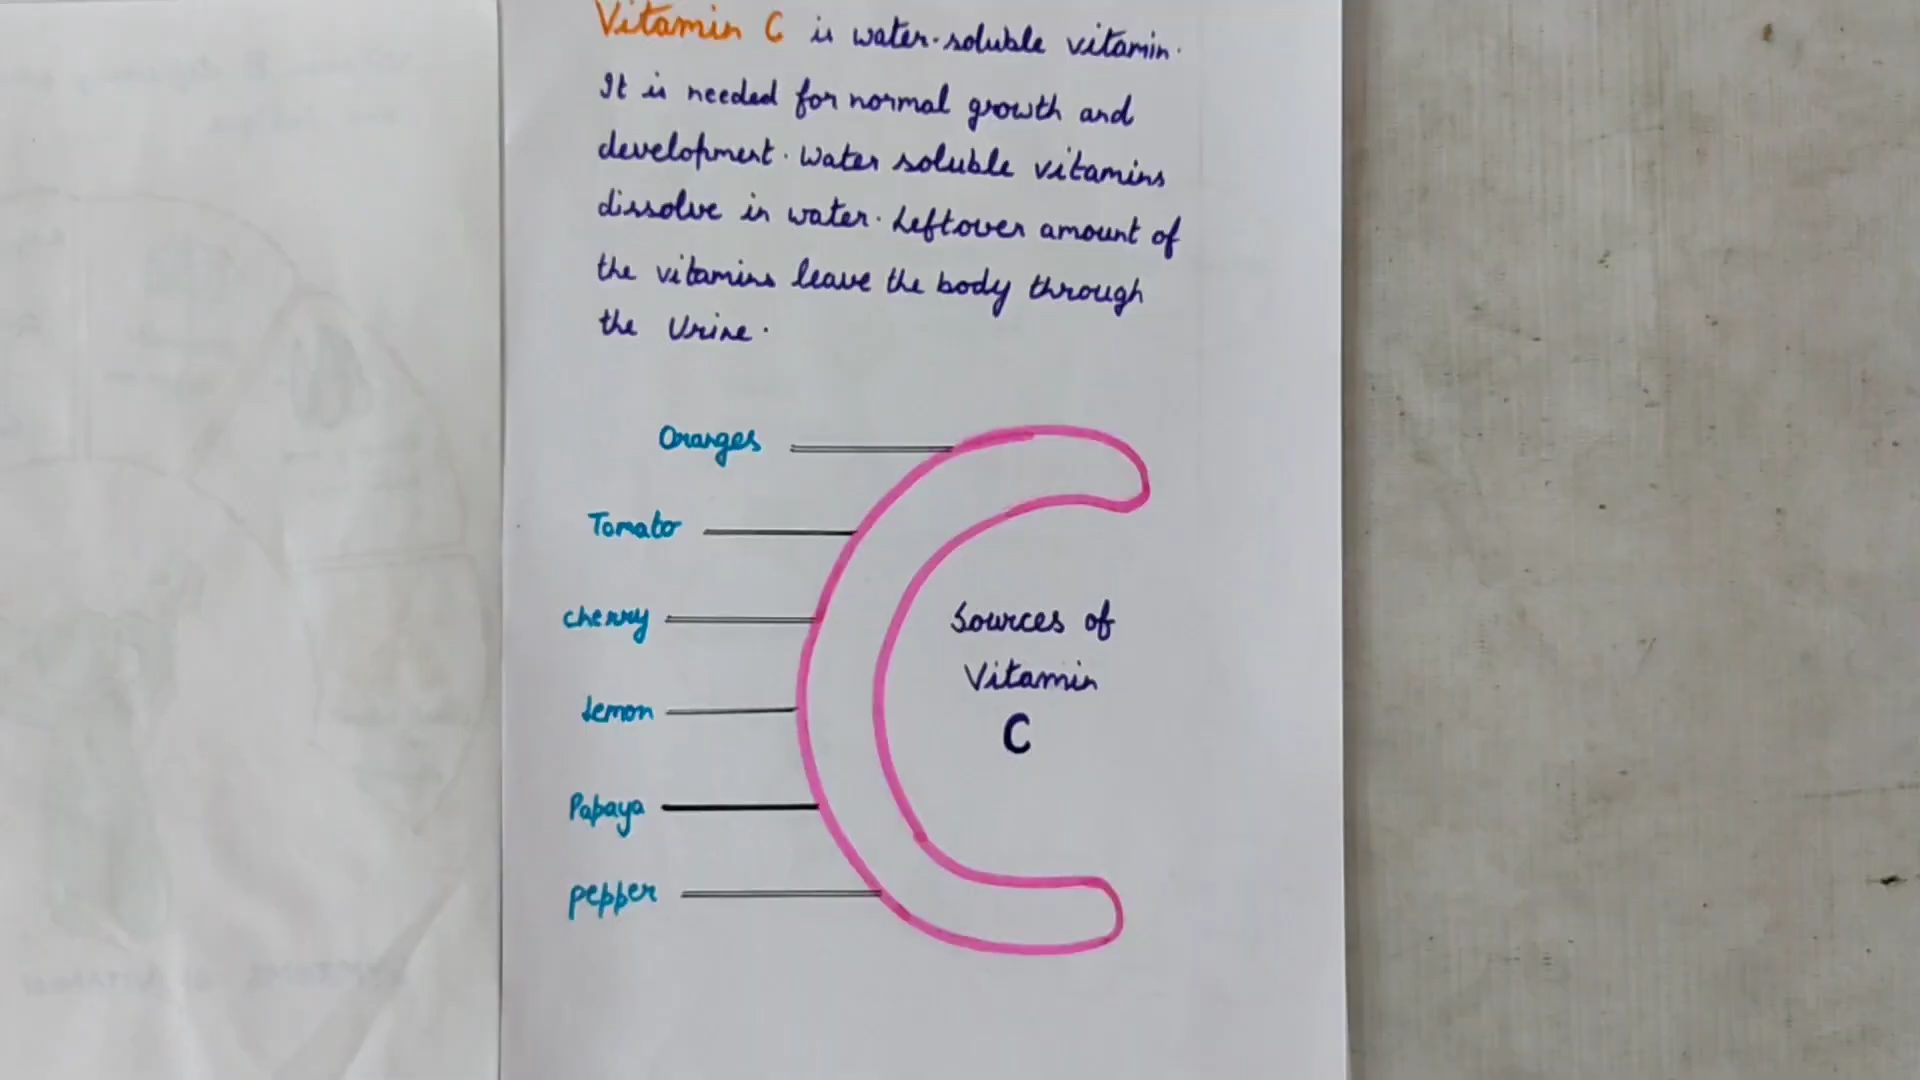 Vitamin C is water-soluble vitamin.
It is needed for normal growth and
development. Water soluble vitamins
dissolve in water. Leftover amount of
the vitamins leave the body through
the Urine.
Oranges
Tomato
cherry
Lemon
Papaya
pepper
Sources of
Vitamin
C